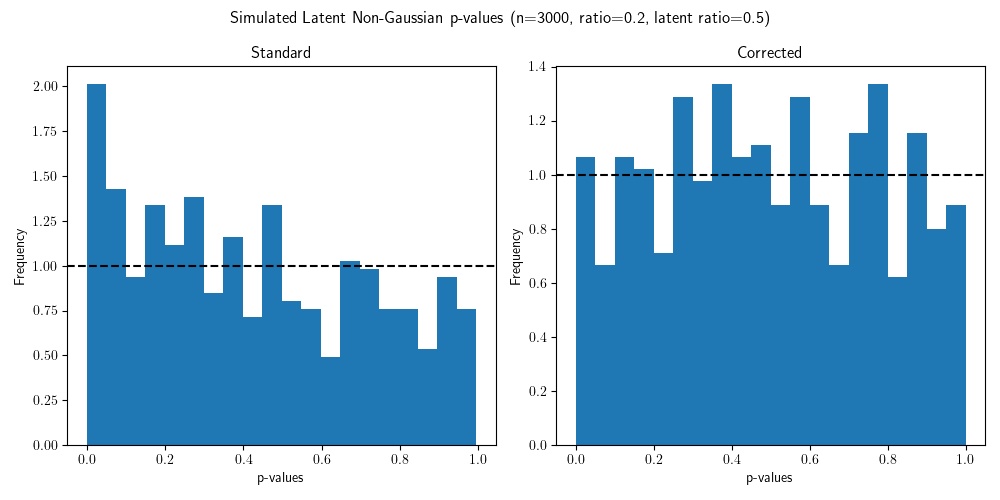 Simulated Latent Non-Gaussian p-values (n=3000, ratio=0.2, latent ratio=0.5)
Standard
2.00
1.75
1.50
1.25
1.00
0.75
0.50
0.25
0.00
Frequency
0.0 0.2 0.4 0.6 0.8 1.0
p-values
Corrected
1.4
1.2
1.0
0.8
0.6
0.4
0.2
0.0
Frequency
0.0 0.2 0.4 0.6 0.8 1.0
p-values